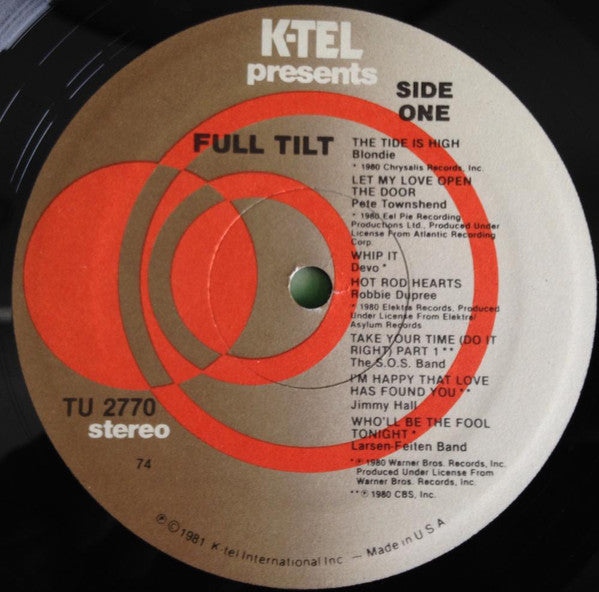 K-TEL
presents
SIDE
ONE
FULL TILT
THE TIDE IS HIGH
Blondie
* 1980 Chrysalis Records, Inc.
LET MY LOVE OPEN
THE DOOR
Pete Townshend
* 1980 Eel Pie Recording
Productions Ltd., Produced Under
License From Atlantic Recording
Corp.
WHIP IT
Devo *
HOT ROD HEARTS
Robbie Dupree
* 1980 Elektra Records, Produced
Under License From Elektra/
Asylum Records
TAKE YOUR TIME (DO IT
RIGHT) PART 1 **
The S.O.S. Band
I'M HAPPY THAT LOVE
HAS FOUND YOU **
Jimmy Hall
WHO'LL BE THE FOOL
TONIGHT *
Larsen-Feiten Band
* ℗ 1980 Warner Bros. Records, Inc.
Produced Under License From
Warner Bros. Records, Inc.
** ℗ 1980 CBS, Inc.
TU 2770
stereo
74
℗ ©1981 K-tel International Inc — Made in U.S.A